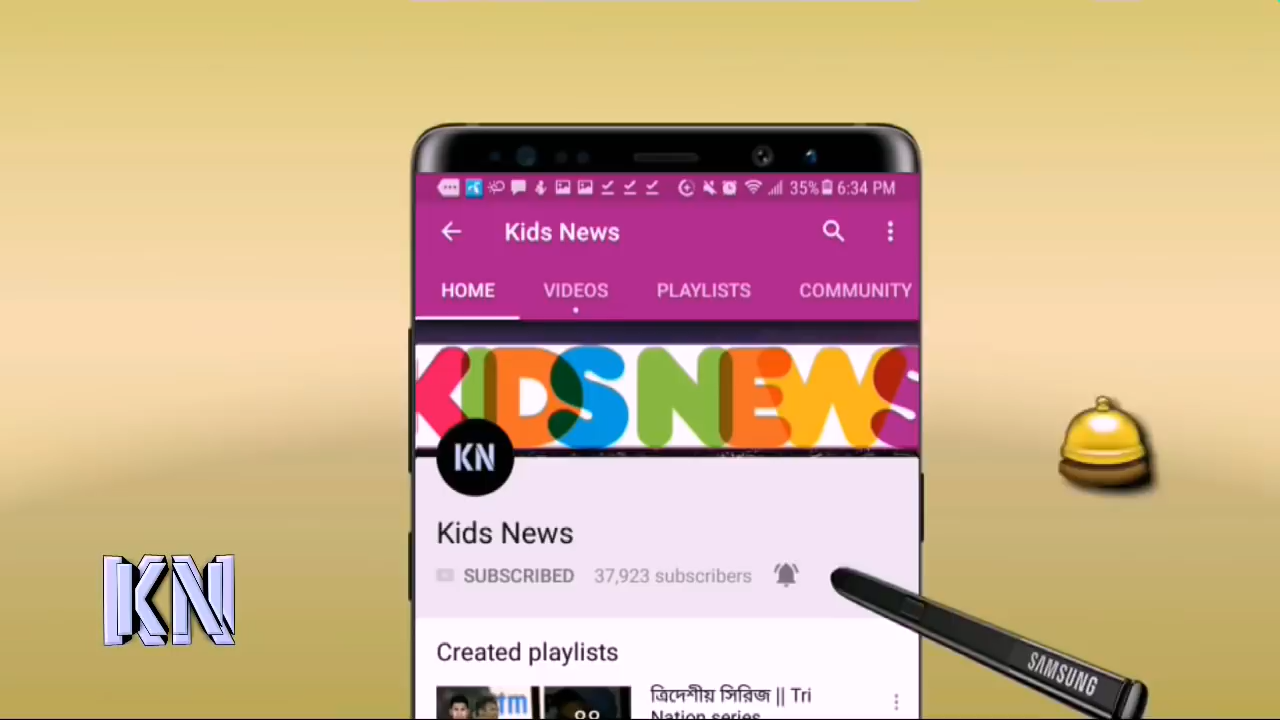 35% 6:34 PM
Kids News
HOME VIDEOS PLAYLISTS COMMUNITY
KIDS NEWS
KN
Kids News
SUBSCRIBED 37,923 subscribers
KN
SAMSUNG
Created playlists
ত্রিদেশীয় সিরিজ || Tri
Nation series
tm